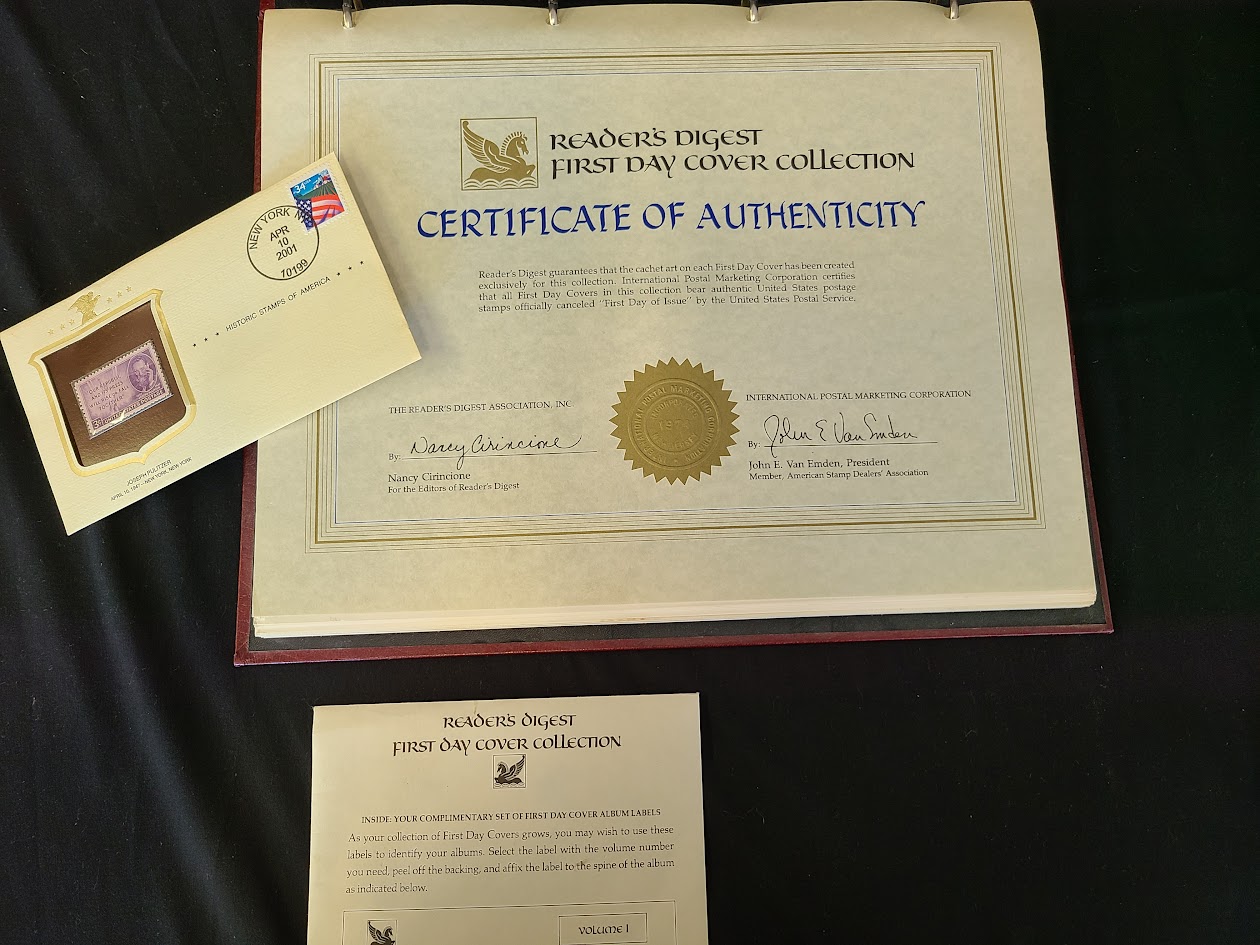 READER'S DIGEST
FIRST DAY COVER COLLECTION
CERTIFICATE OF AUTHENTICITY
Reader's Digest guarantees that the cachet art on each First Day Cover has been created
exclusively for this collection. International Postal Marketing Corporation certifies
that all First Day Covers in this collection bear authentic United States postage
stamps officially canceled "First Day of Issue" by the United States Postal Service.
THE READER'S DIGEST ASSOCIATION, INC.
By: Nancy Cirincione
Nancy Cirincione
For the Editors of Reader's Digest
INTERNATIONAL POSTAL MARKETING CORPORATION
By: John E Van Emden
John E. Van Emden, President
Member, American Stamp Dealers' Association
34
NEW YORK
APR
10
2001
10199
* * * HISTORIC STAMPS OF AMERICA * * *
UNITED STATES POSTAGE
JOSEPH PULITZER
APRIL 10, 1947 – NEW YORK, NEW YORK
READER'S DIGEST
FIRST DAY COVER COLLECTION
INSIDE: YOUR COMPLIMENTARY SET OF FIRST DAY COVER ALBUM LABELS
As your collection of First Day Covers grows, you may wish to use these
labels to identify your albums. Select the label with the volume number
you need, peel off the backing, and affix the label to the spine of the album
as indicated below.
VOLUME I